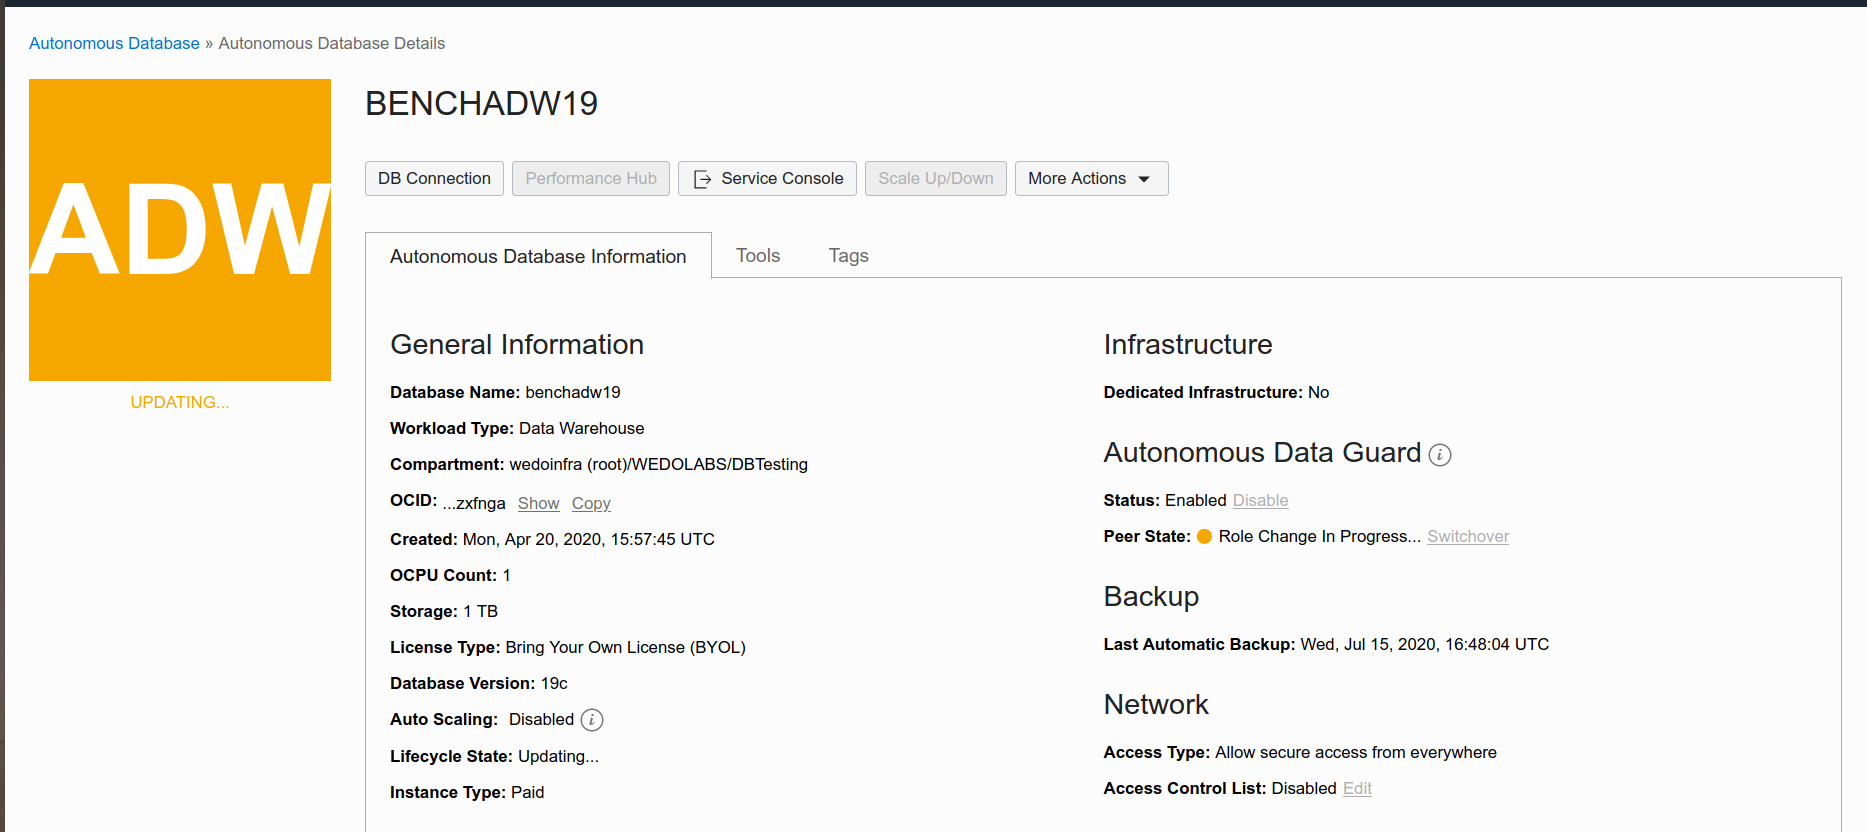 Autonomous Database » Autonomous Database Details
ADW
UPDATING...
BENCHADW19
DB Connection Performance Hub Service Console Scale Up/Down More Actions
Autonomous Database Information Tools Tags
General Information
Database Name: benchadw19
Workload Type: Data Warehouse
Compartment: wedoinfra (root)/WEDOLABS/DBTesting
OCID: ...zxfnga Show Copy
Created: Mon, Apr 20, 2020, 15:57:45 UTC
OCPU Count: 1
Storage: 1 TB
License Type: Bring Your Own License (BYOL)
Database Version: 19c
Auto Scaling: Disabled i
Lifecycle State: Updating...
Instance Type: Paid
Infrastructure
Dedicated Infrastructure: No
Autonomous Data Guard i
Status: Enabled Disable
Peer State: Role Change In Progress... Switchover
Backup
Last Automatic Backup: Wed, Jul 15, 2020, 16:48:04 UTC
Network
Access Type: Allow secure access from everywhere
Access Control List: Disabled Edit